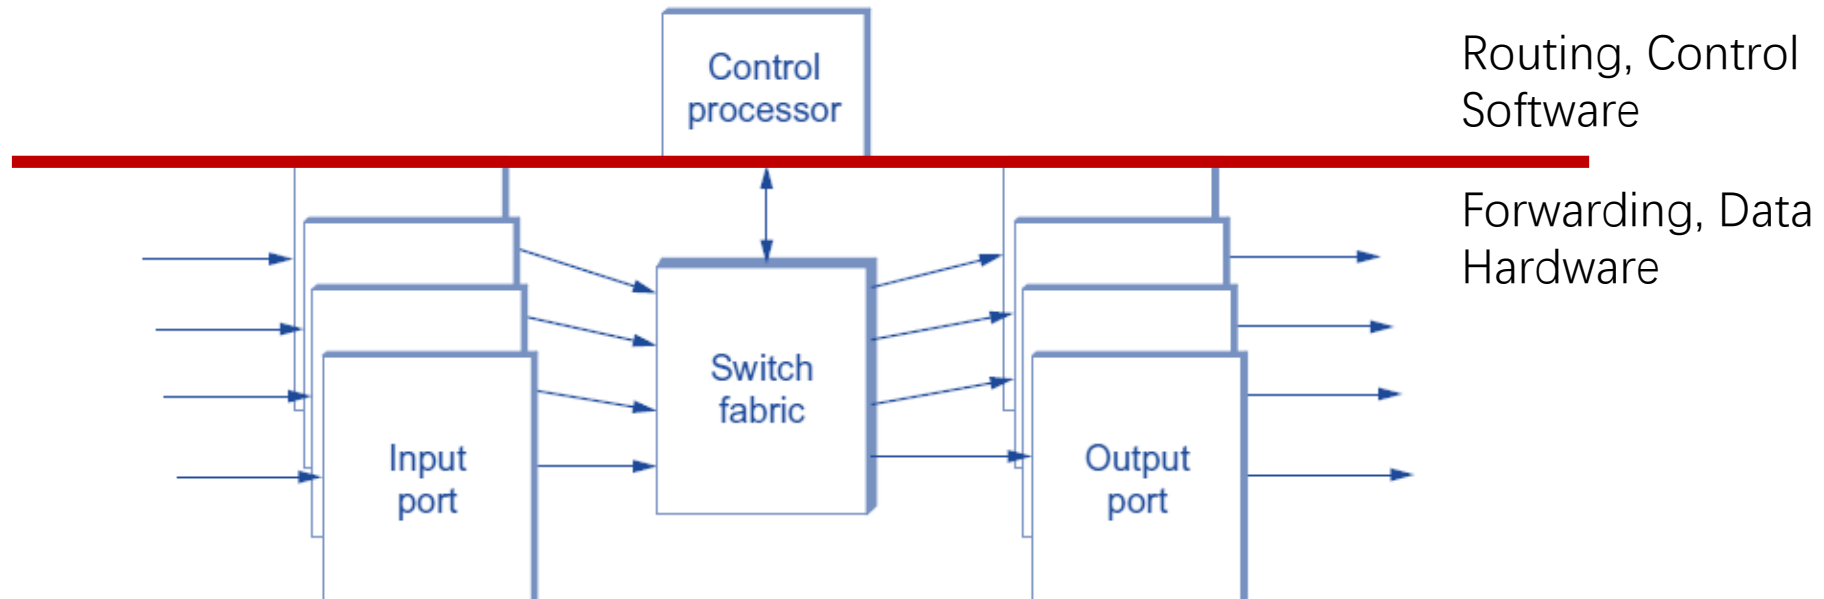 Control
processor
Routing, Control
Software
Forwarding, Data
Hardware
Switch
fabric
Input
port
Output
port